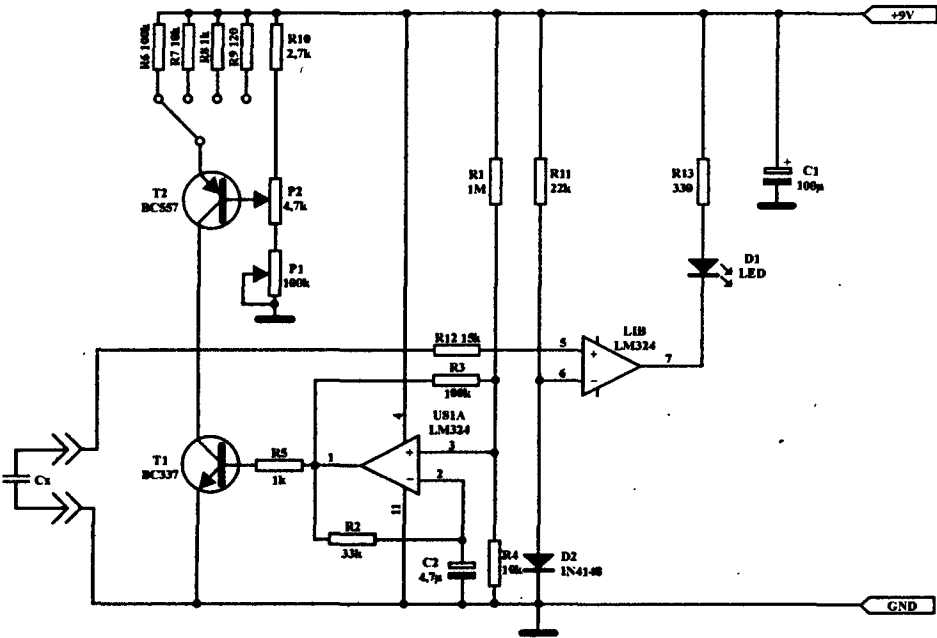 R6 100k
R7 10k
R8 1k
R9 120
R10
2,7k
+9V
T2
BC557
P2
4,7k
P1
100k
R1
1M
R11
22k
R13
330
+
C1
100µ
D1
LED
R12 15k
5
+
6
−
7
LM324
R3
100k
4
US1A
LM324
1
+
3
−
2
11
Cx
T1
BC337
R5
1k
R2
33k
C2
4,7µ
R4
D2
1N4148
GND